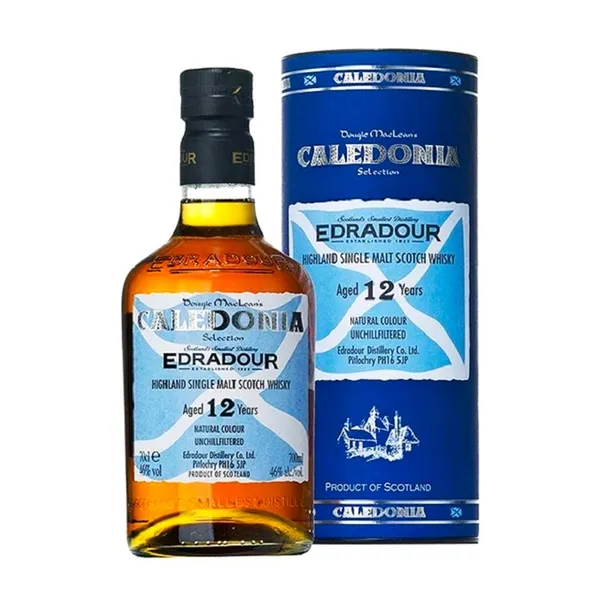 EDRADOUR
Dougie MacLean's
CALEDONIA
Selection
Scotland's Smallest Distillery
EDRADOUR
ESTABLISHED 1825
HIGHLAND SINGLE MALT SCOTCH WHISKY
Aged 12 Years
NATURAL COLOUR
UNCHILLFILTERED
70cl e
46% vol
Edradour Distillery Co. Ltd.
Pitlochry PH16 5JP
PRODUCT OF SCOTLAND
700ml
46% alc./vol.
SMALLEST DISTILL
CALEDONIA
Dougie MacLean's
CALEDONIA
Selection
Scotland's Smallest Distillery
EDRADOUR
ESTABLISHED 1825
HIGHLAND SINGLE MALT SCOTCH WHISKY
Aged 12 Years
NATURAL COLOUR
UNCHILLFILTERED
Edradour Distillery Co. Ltd.
Pitlochry PH16 5JP
PRODUCT OF SCOTLAND
CALEDONIA